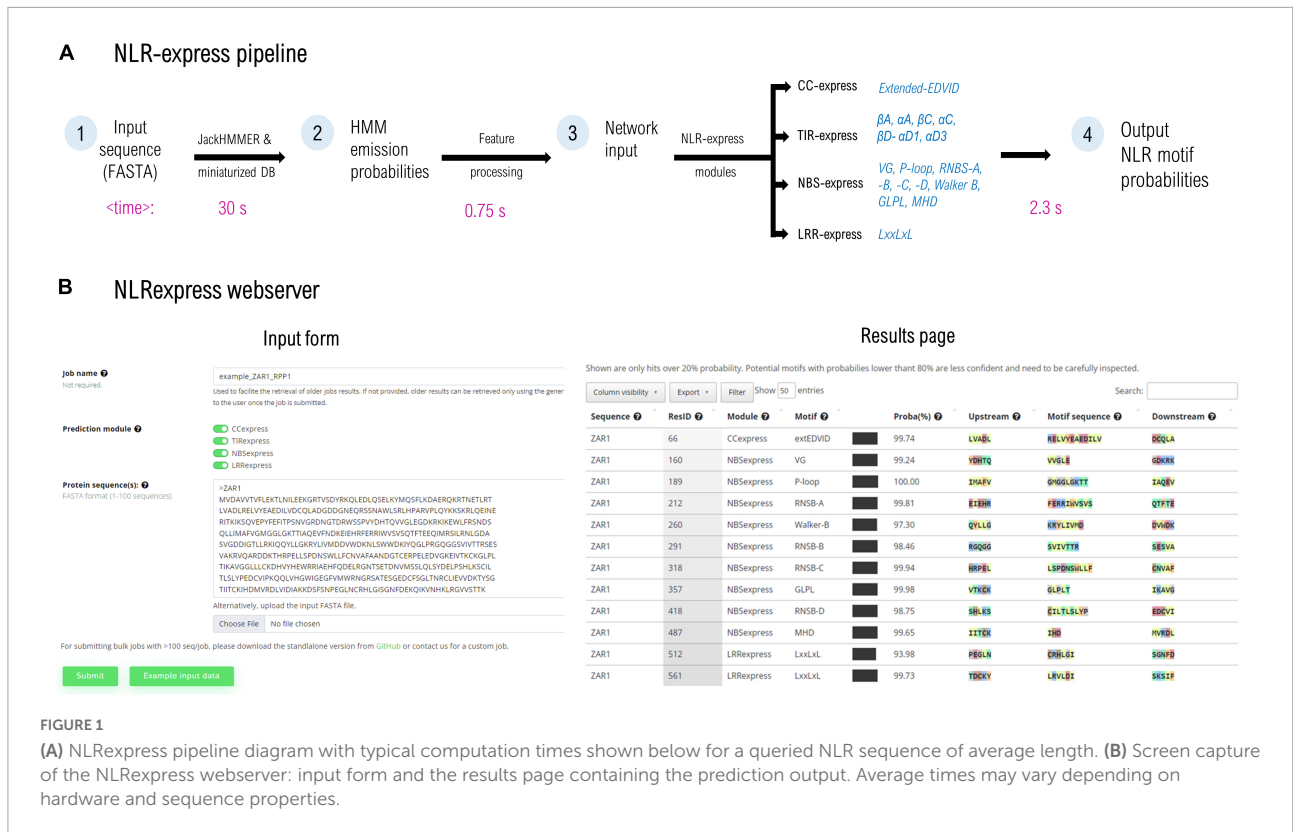 A NLR-express pipeline
1 Input sequence (FASTA)
JackHMMER & miniaturized DB
2 HMM emission probabilities
Feature processing
3 Network input
NLR-express modules
CC-express Extended-EDVID
TIR-express βA, αA, βC, αC,
βD- αD1, αD3
NBS-express VG, P-loop, RNBS-A,
-B, -C, -D, Walker B,
GLPL, MHD
LRR-express LxxLxL
4 Output NLR motif probabilities
<time>: 30 s 0.75 s 2.3 s
B NLRexpress webserver
Input form
Job name
Not required.
example_ZAR1_RPP1
Used to facilite the retrieval of older jobs results. If not provided, older results can be retrieved only using the gener
to the user once the job is submitted.
Prediction module
CCexpress
TIRexpress
NBSexpress
LRRexpress
Protein sequence(s):
FASTA format (1-100 sequences).
>ZAR1
MVDAVVTVFLEKTLNILEEKGRTVSDYRKQLEDLQSELKYMQSFLKDAERQKRTNETLRT
LVADLRELVYEAEDILVDCQLADGDDGNEQRSSNAWLSRLHPARVPLQYKKSKRLQEINE
RITKIKSQVEPYFEFITPSNVGRDNGTDRWSSPVYDHTQVVGLEGDKRKIKEWLFRSNDS
QLLIMAFVGMGGLGKTTIAQEVFNDKEIEHRFERRIWVSVSQTFTEEQIMRSILRNLGDA
SVGDDIGTLLRKIQQYLLGKRYLIVMDDVWDKNLSWWDKIYQGLPRGQGGSVIVTTRSES
VAKRVQARDDKTHRPELLSPDNSWLLFCNVAFAANDGTCERPELEDVGKEIVTKCKGLPL
TIKAVGGLLLCKDHVYHEWRRIAEHFQDELRGNTSETDNVMSSLQLSYDELPSHLKSCIL
TLSLYPEDCVIPKQQLVHGWIGEGFVMWRNGRSATESGEDCFSGLTNRCLIEVVDKTYSG
TIITCKIHDMVRDLVIDIAKKDSFSNPEGLNCRHLGISGNFDEKQIKVNHKLRGVVSTTK
Alternatively, upload the input FASTA file.
Choose File No file chosen
For submitting bulk jobs with >100 seq/job, please download the standlalone version from GitHub or contact us for a custom job.
Submit Example input data
Results page
Shown are only hits over 20% probability. Potential motifs with probabilies lower than 80% are less confident and need to be carefully inspected.
Column visibility Export Filter Show 50 entries Search:
Sequence ResID Module Motif Proba(%) Upstream Motif sequence Downstream
ZAR1 66 CCexpress extEDVID 99.74 LVADL RELVYEAEDILV DCQLA
ZAR1 160 NBSexpress VG 99.24 YDHTQ VVGLE GDKRK
ZAR1 189 NBSexpress P-loop 100.00 IMAFV GMGGLGKTT IAQEV
ZAR1 212 NBSexpress RNSB-A 99.81 EIEHR FERRIWVSVS QTFTE
ZAR1 260 NBSexpress Walker-B 97.30 QYLLG KRYLIVMD DVWDK
ZAR1 291 NBSexpress RNSB-B 98.46 RGQGG SVIVTTR SESVA
ZAR1 318 NBSexpress RNSB-C 99.94 HRPEL LSPDNSWLLF CNVAF
ZAR1 357 NBSexpress GLPL 99.98 VTKCK GLPLT IKAVG
ZAR1 418 NBSexpress RNSB-D 98.75 SHLKS CILTLSLYP EDCVI
ZAR1 487 NBSexpress MHD 99.65 IITCK IHD MVRDL
ZAR1 512 LRRexpress LxxLxL 93.98 PEGLN CRHLGI SGNFD
ZAR1 561 LRRexpress LxxLxL 99.73 TDCKY LRVLDI SKSIF
FIGURE 1
(A) NLRexpress pipeline diagram with typical computation times shown below for a queried NLR sequence of average length. (B) Screen capture
of the NLRexpress webserver: input form and the results page containing the prediction output. Average times may vary depending on
hardware and sequence properties.